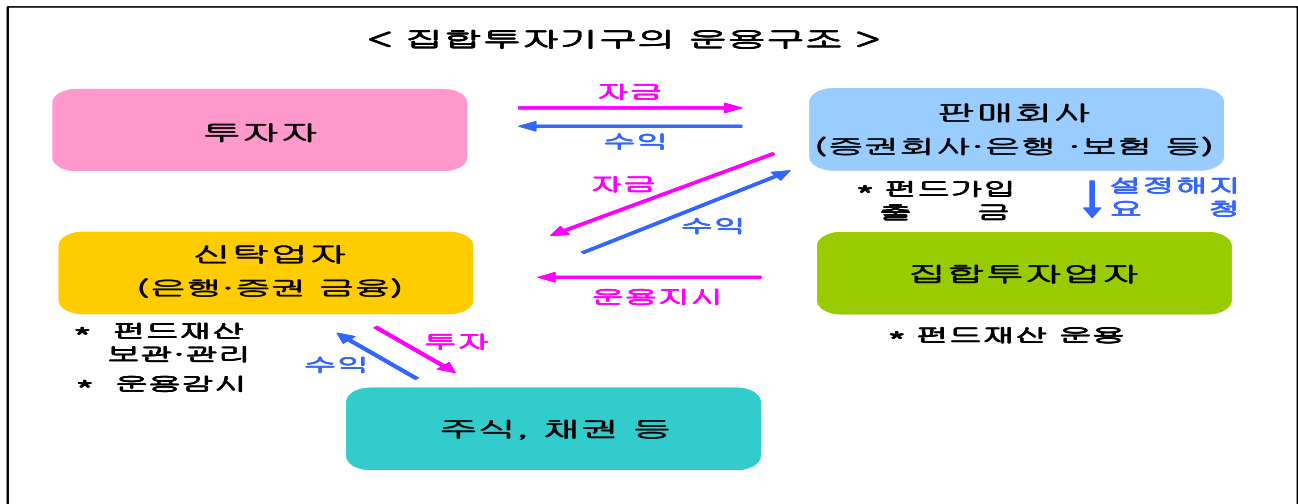 < 집합투자기구의 운용구조 >
자금
투자자
수익
판매회사
(증권회사·은행 ·보험 등)
자금
수익
* 펀드가입
출 금
설정해지
요 청
신탁업자
(은행·증권 금융)
운용지시
집합투자업자
* 펀드재산
보관·관리
* 운용감시
수익
투자
* 펀드재산 운용
주식, 채권 등